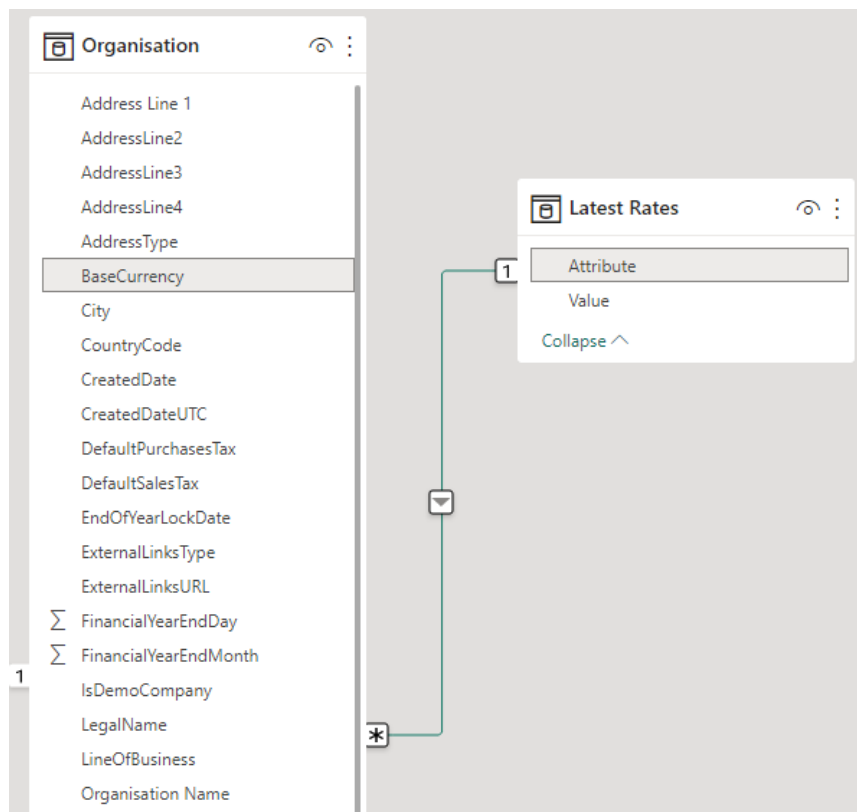 Organisation
Address Line 1
AddressLine2
AddressLine3
AddressLine4
AddressType
BaseCurrency
City
CountryCode
CreatedDate
CreatedDateUTC
DefaultPurchasesTax
DefaultSalesTax
EndOfYearLockDate
ExternalLinksType
ExternalLinksURL
∑ FinancialYearEndDay
∑ FinancialYearEndMonth
1
IsDemoCompany
LegalName
LineOfBusiness
Organisation Name
*
1
Latest Rates
Attribute
Value
Collapse